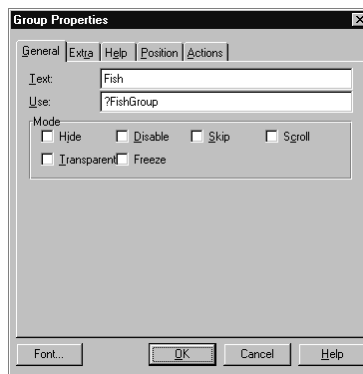 Group Properties
General Extra Help Position Actions
Text: Fish
Use: ?FishGroup
Mode
Hide Disable Skip Scroll
Transparent Freeze
Font... OK Cancel Help